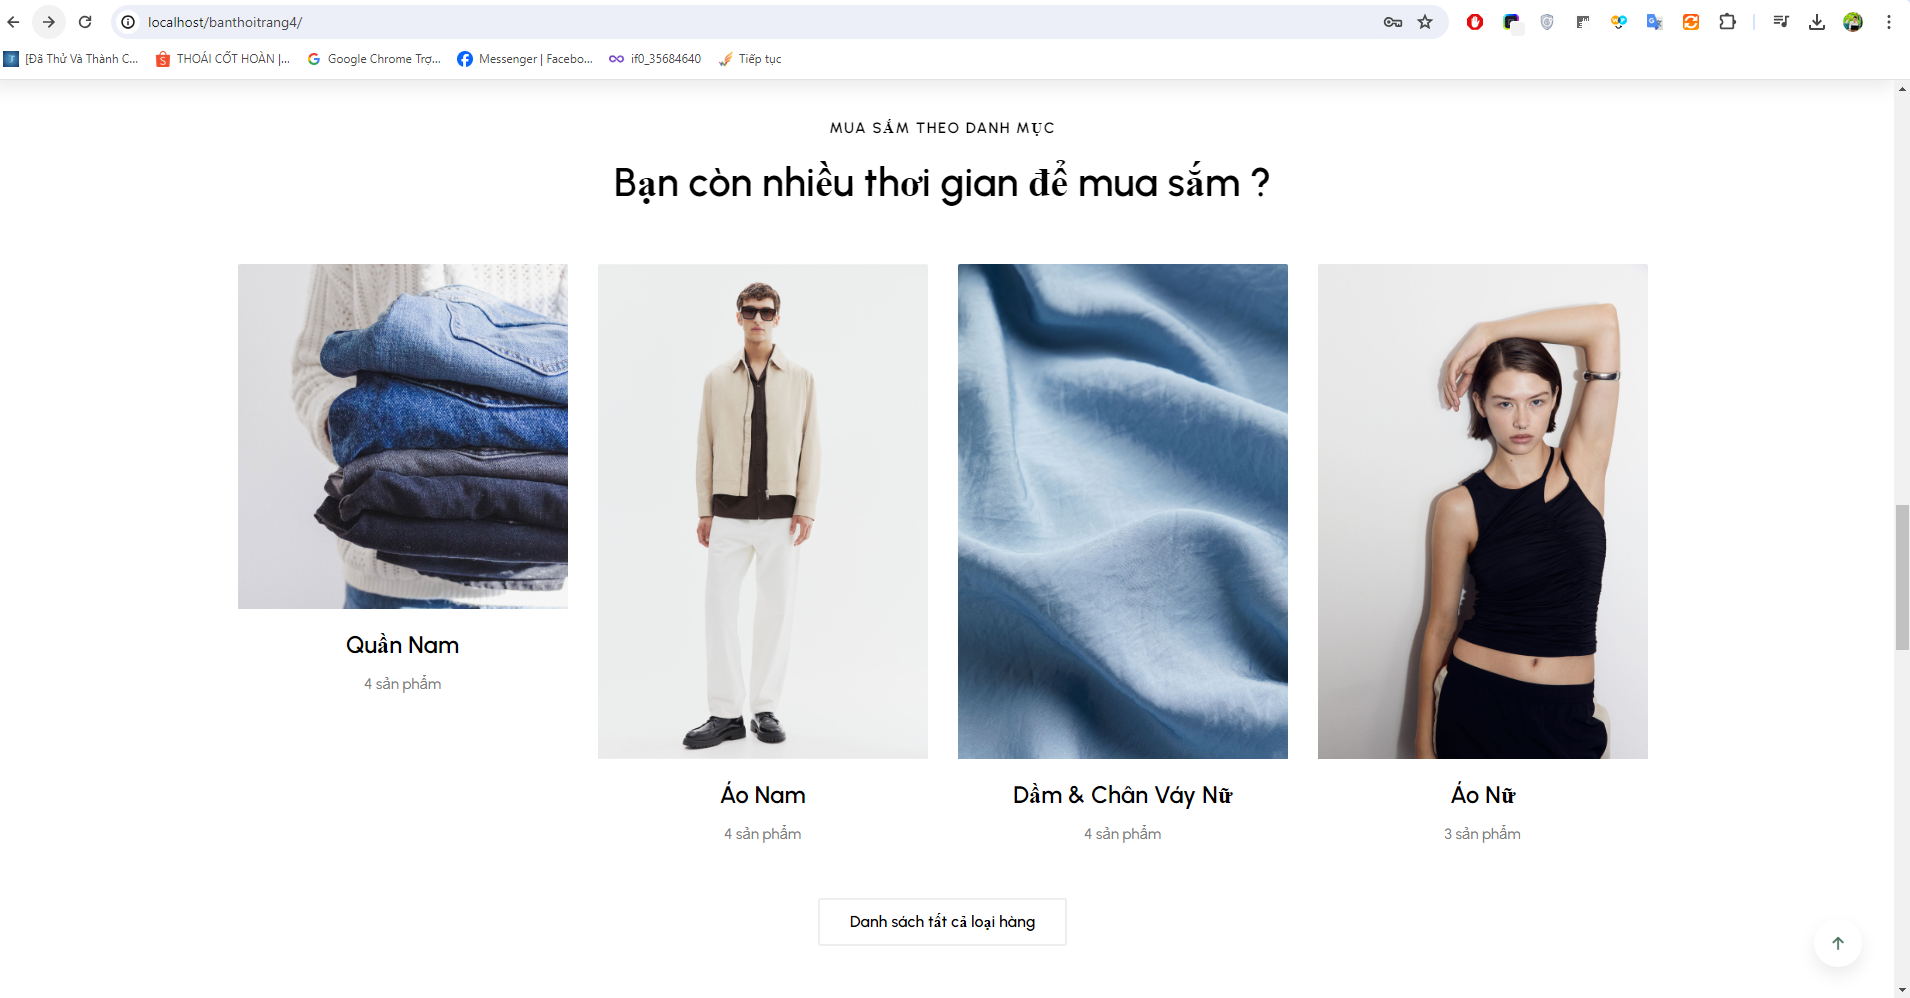 localhost/banthoitrang4/
[Đã Thử Và Thành C...
THOÁI CỐT HOÀN |...
Google Chrome Trợ...
Messenger | Facebo...
if0_35684640
Tiếp tục
MUA SẮM THEO DANH MỤC
Bạn còn nhiều thơi gian để mua sắm ?
Quần Nam
4 sản phẩm
Áo Nam
4 sản phẩm
Dầm & Chân Váy Nữ
4 sản phẩm
Áo Nữ
3 sản phẩm
Danh sách tất cả loại hàng